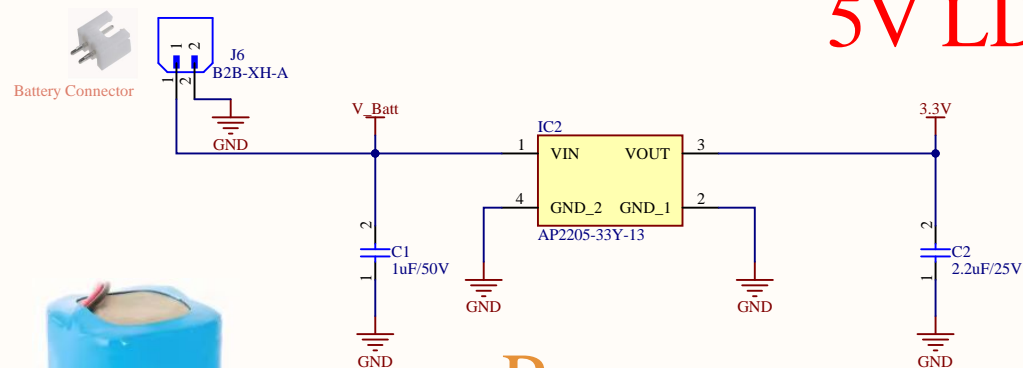 5V LD
1
2
J6
B2B-XH-A
1
2
Battery Connector
GND
V_Batt
3.3V
IC2
1
VIN
VOUT
3
4
GND_2
GND_1
2
AP2205-33Y-13
2
C1
1uF/50V
1
2
C2
2.2uF/25V
1
GND
GND
GND
GND